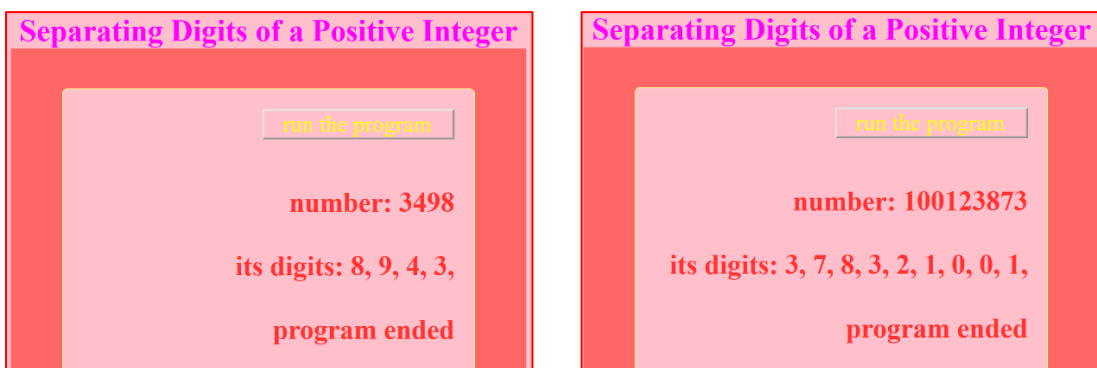 Separating Digits of a Positive Integer
run the program
number: 3498
its digits: 8, 9, 4, 3,
program ended
Separating Digits of a Positive Integer
run the program
number: 100123873
its digits: 3, 7, 8, 3, 2, 1, 0, 0, 1,
program ended